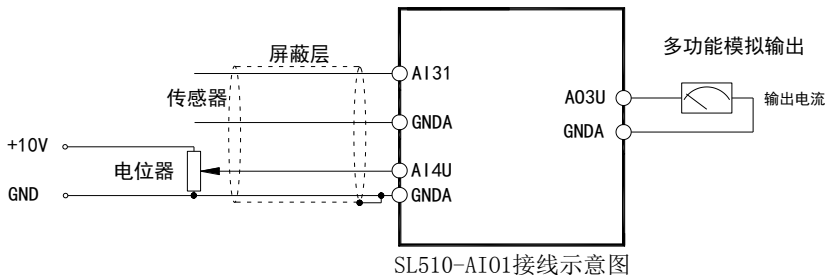 屏蔽层
多功能模拟输出
AI31
传感器
AO3U
输出电流
GNDA
GNDA
+10V
电位器
AI4U
GND
GNDA
SL510-AIO1接线示意图